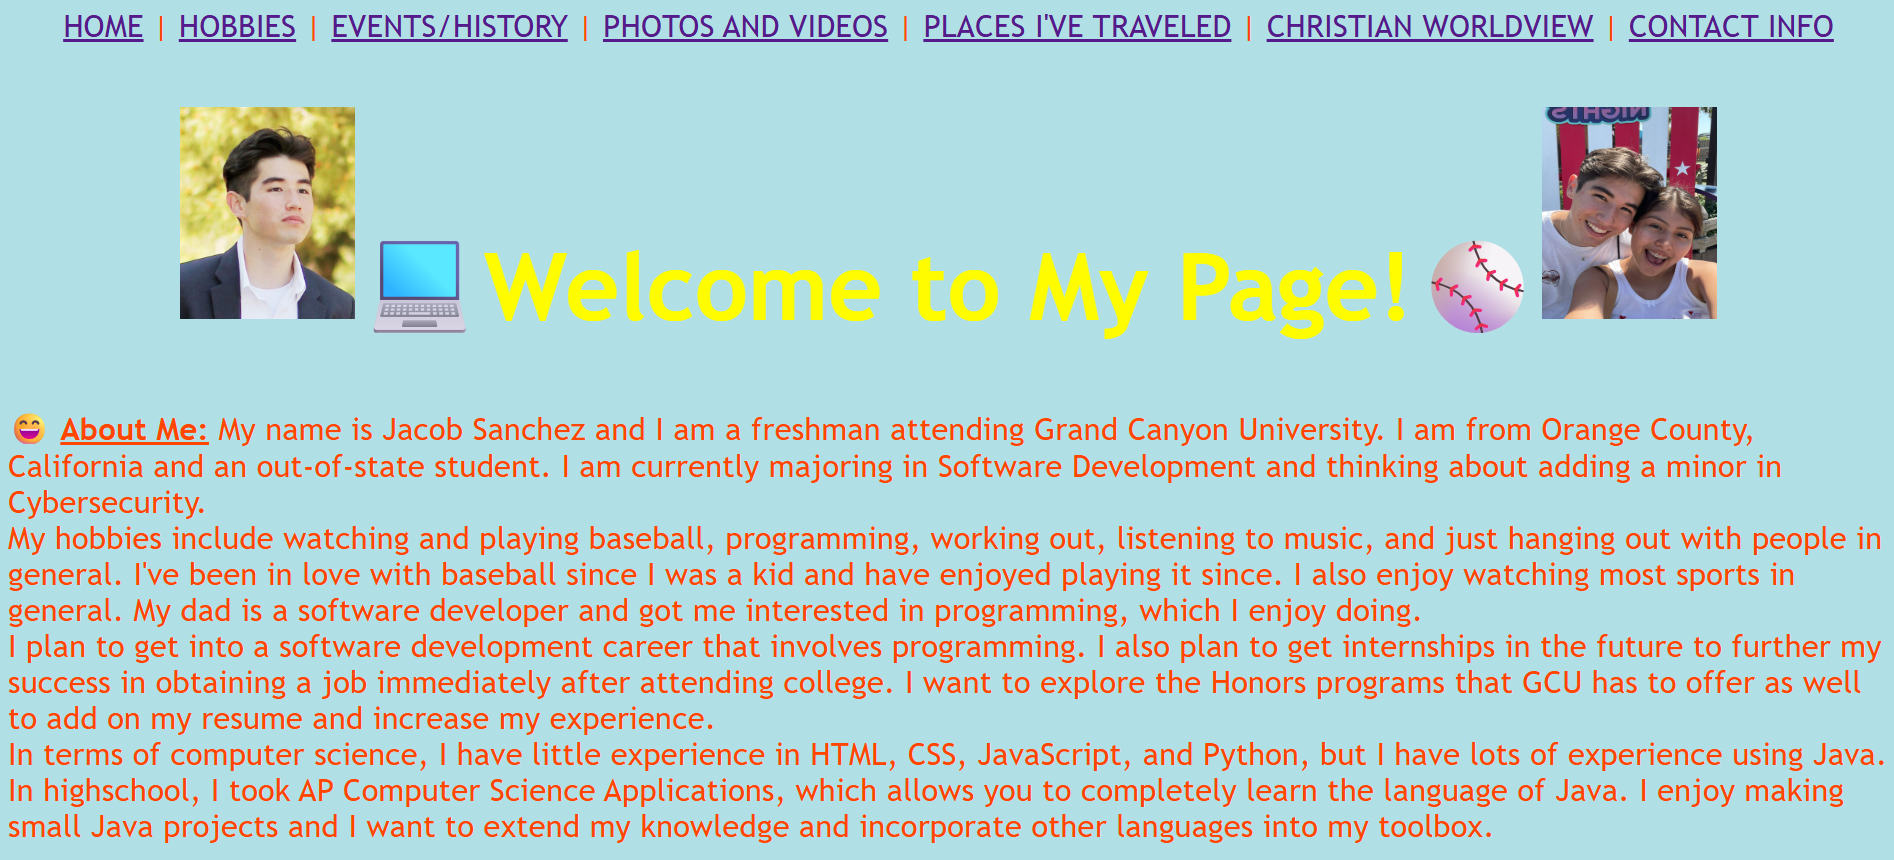 HOME | HOBBIES | EVENTS/HISTORY | PHOTOS AND VIDEOS | PLACES I'VE TRAVELED | CHRISTIAN WORLDVIEW | CONTACT INFO
NIGHTS
Welcome to My Page!
About Me: My name is Jacob Sanchez and I am a freshman attending Grand Canyon University. I am from Orange County,
California and an out-of-state student. I am currently majoring in Software Development and thinking about adding a minor in
Cybersecurity.
My hobbies include watching and playing baseball, programming, working out, listening to music, and just hanging out with people in
general. I've been in love with baseball since I was a kid and have enjoyed playing it since. I also enjoy watching most sports in
general. My dad is a software developer and got me interested in programming, which I enjoy doing.
I plan to get into a software development career that involves programming. I also plan to get internships in the future to further my
success in obtaining a job immediately after attending college. I want to explore the Honors programs that GCU has to offer as well
to add on my resume and increase my experience.
In terms of computer science, I have little experience in HTML, CSS, JavaScript, and Python, but I have lots of experience using Java.
In highschool, I took AP Computer Science Applications, which allows you to completely learn the language of Java. I enjoy making
small Java projects and I want to extend my knowledge and incorporate other languages into my toolbox.